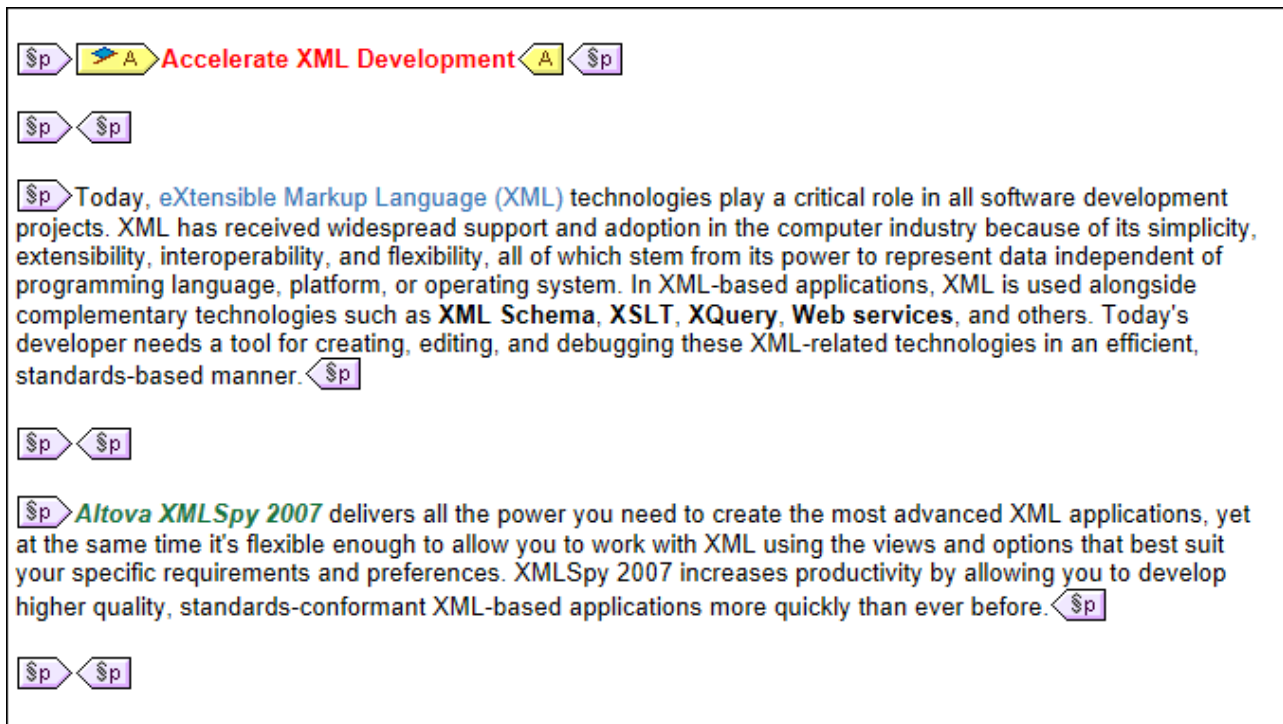 §p A Accelerate XML Development A §p
§p §p
§p Today, eXtensible Markup Language (XML) technologies play a critical role in all software development
projects. XML has received widespread support and adoption in the computer industry because of its simplicity,
extensibility, interoperability, and flexibility, all of which stem from its power to represent data independent of
programming language, platform, or operating system. In XML-based applications, XML is used alongside
complementary technologies such as XML Schema, XSLT, XQuery, Web services, and others. Today's
developer needs a tool for creating, editing, and debugging these XML-related technologies in an efficient,
standards-based manner. §p
§p §p
§p Altova XMLSpy 2007 delivers all the power you need to create the most advanced XML applications, yet
at the same time it's flexible enough to allow you to work with XML using the views and options that best suit
your specific requirements and preferences. XMLSpy 2007 increases productivity by allowing you to develop
higher quality, standards-conformant XML-based applications more quickly than ever before. §p
§p §p